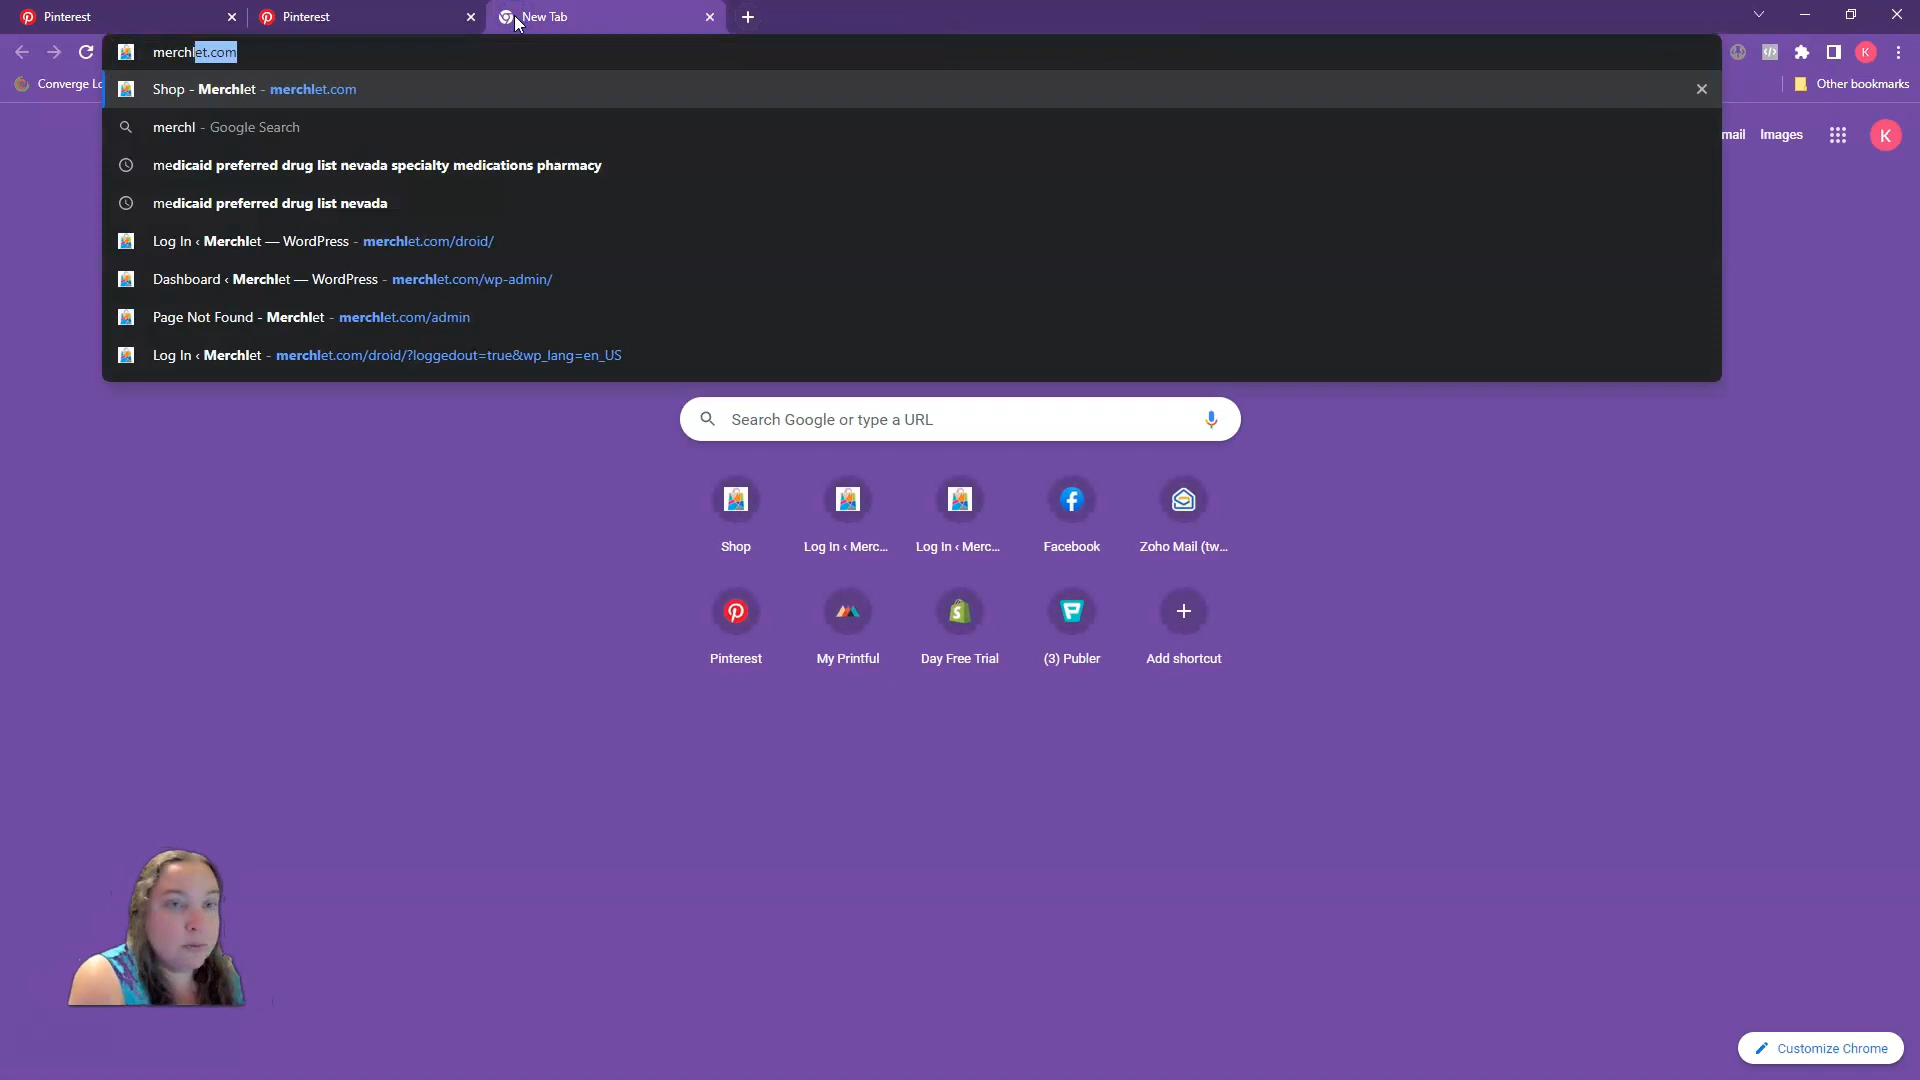 Pinterest
Pinterest
New Tab
merchlet.com
Converge Lo
Other bookmarks
Shop - Merchlet - merchlet.com
merchl - Google Search
medicaid preferred drug list nevada specialty medications pharmacy
medicaid preferred drug list nevada
Log In ‹ Merchlet — WordPress - merchlet.com/droid/
Dashboard ‹ Merchlet — WordPress - merchlet.com/wp-admin/
Page Not Found - Merchlet - merchlet.com/admin
Log In ‹ Merchlet - merchlet.com/droid/?loggedout=true&wp_lang=en_US
mail Images K
K
Search Google or type a URL
Shop
Log In ‹ Merc...
Log In ‹ Merc...
Facebook
Zoho Mail (tw...
Pinterest
My Printful
Day Free Trial
(3) Publer
Add shortcut
Customize Chrome